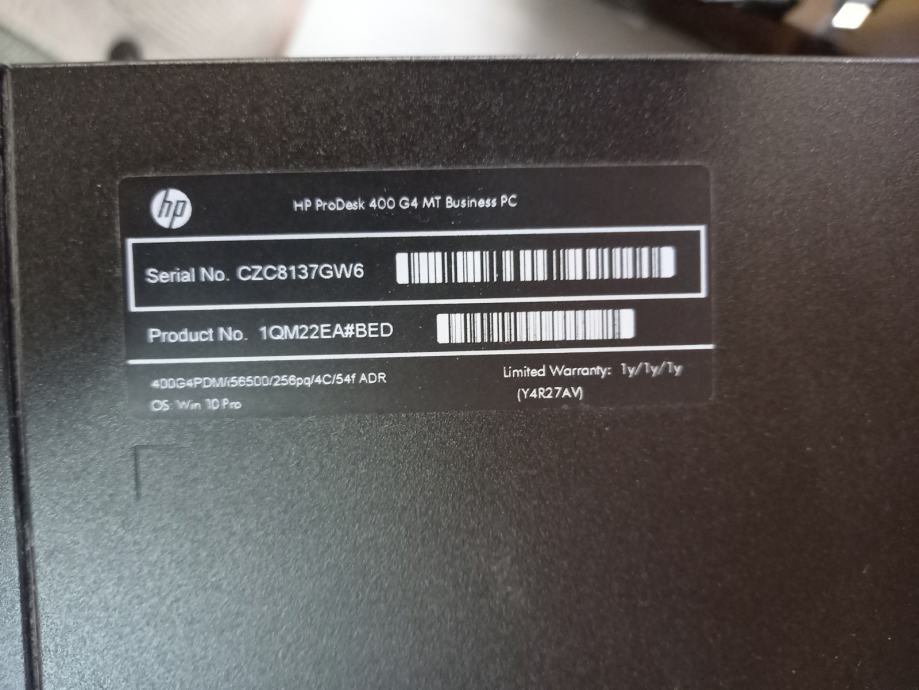 hp
HP ProDesk 400 G4 MT Business PC
Serial No. CZC8137GW6
Product No. 1QM22EA#BED
400G4PDM/i56500/256pq/4C/54f ADR
Limited Warranty: 1y/1y/1y
OS: Win 10 Pro
(Y4R27AV)